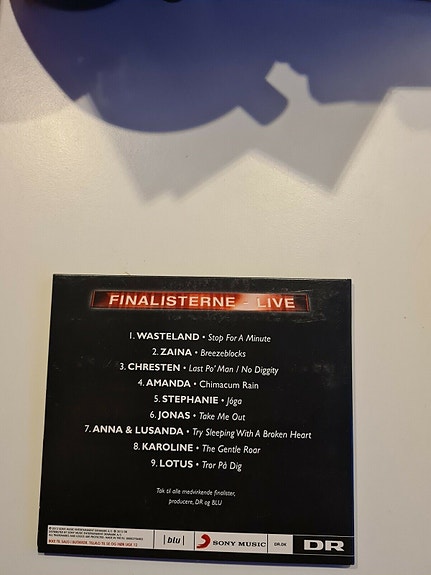 FINALISTERNE - LIVE
1. WASTELAND • Stop For A Minute
2. ZAINA • Breezeblocks
3. CHRESTEN • Last Po' Man / No Diggity
4. AMANDA • Chimacum Rain
5. STEPHANIE • Jóga
6. JONAS • Take Me Out
7. ANNA & LUSANDA • Try Sleeping With A Broken Heart
8. KAROLINE • The Gentle Roar
9. LOTUS • Tror På Dig
Tak til alle medvirkende finalister,
producere, DR og BLU
|blu|
SONY MUSIC
DR.DK
DR